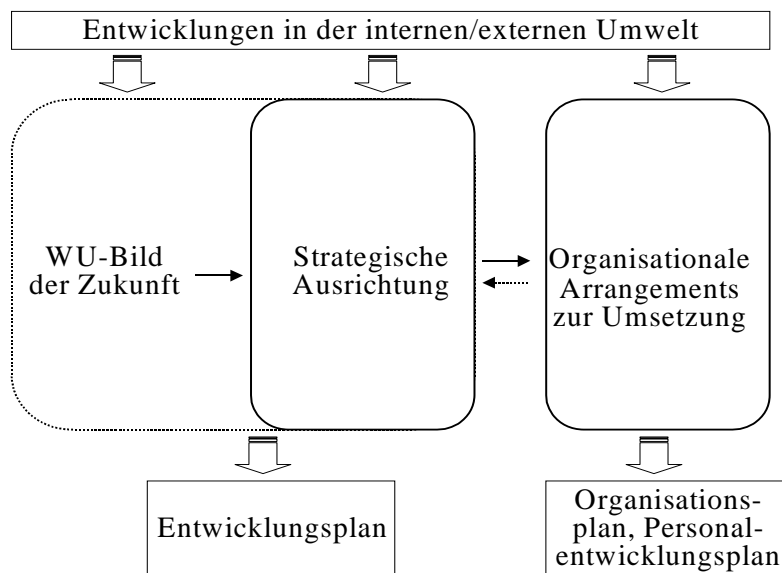 Entwicklungen in der internen/externen Umwelt
WU-Bild
der Zukunft
Strategische
Ausrichtung
Organisationale
Arrangements
zur Umsetzung
Entwicklungsplan
Organisations-
plan, Personal-
entwicklungsplan